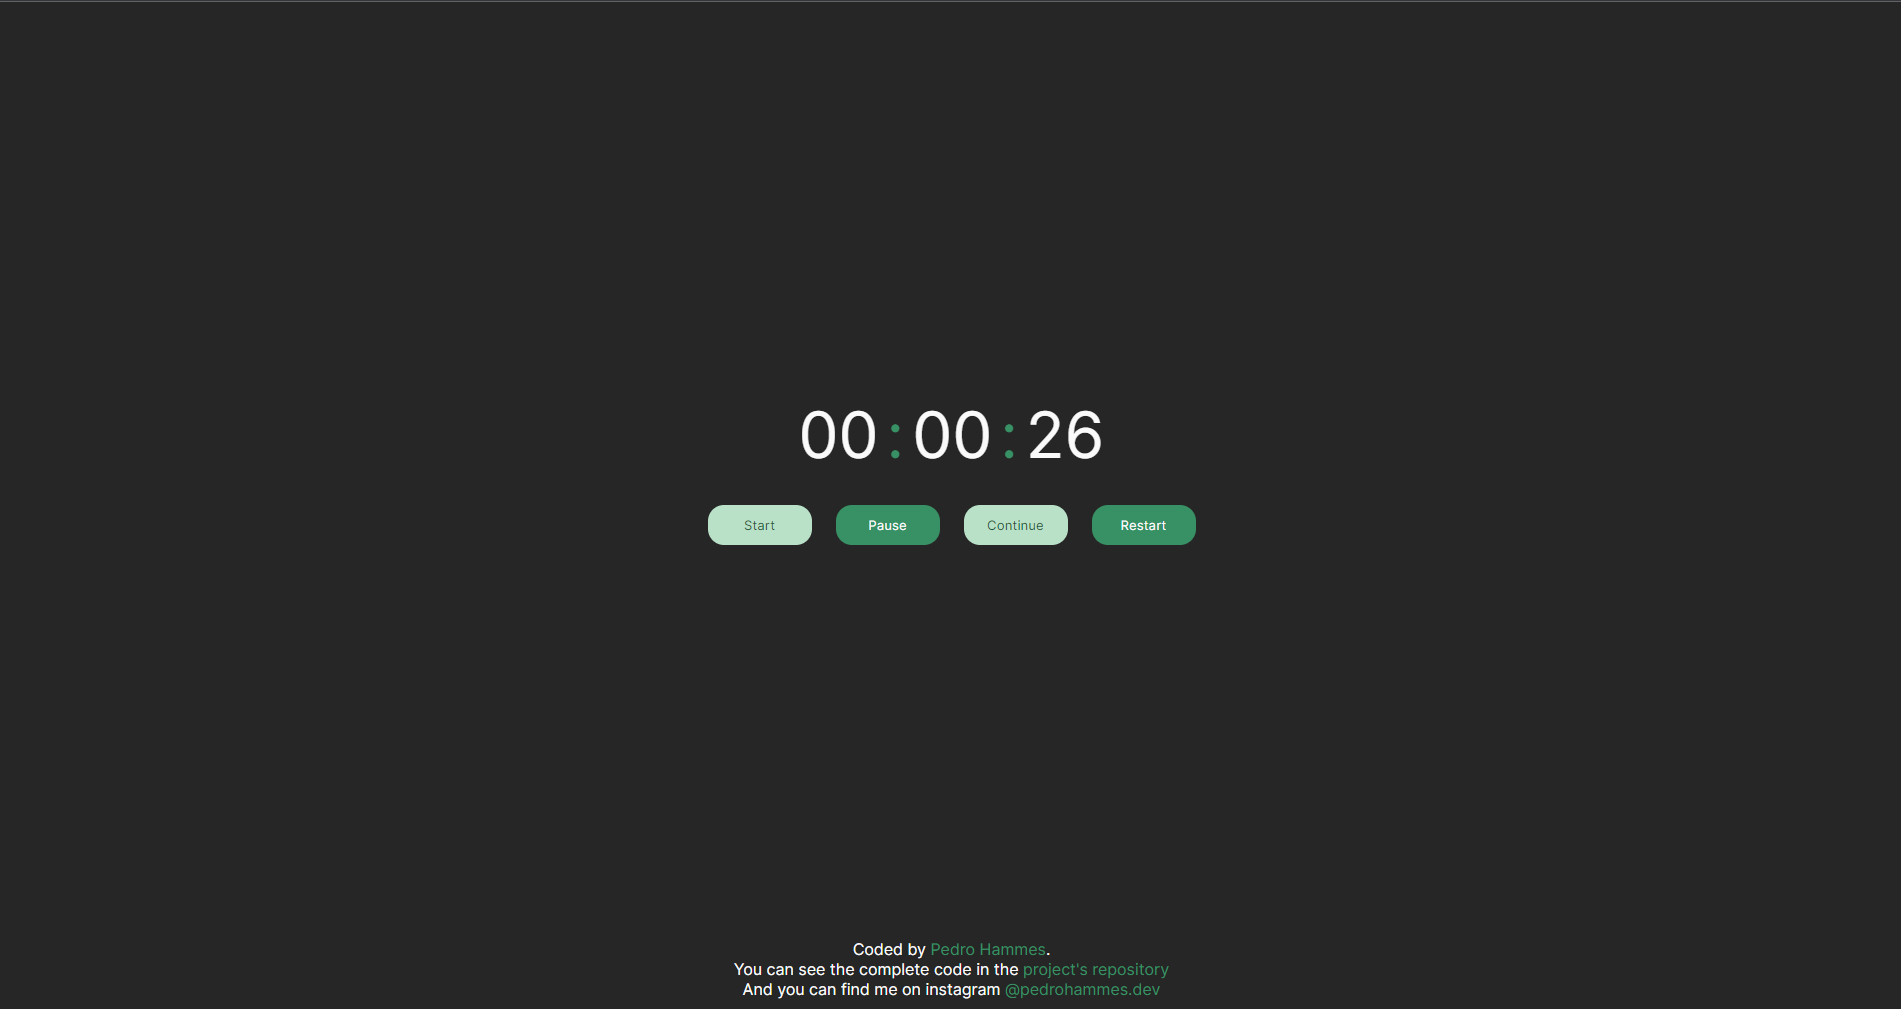 00:00:26
Start Pause Continue Restart
Coded by Pedro Hammes.
You can see the complete code in the project's repository
And you can find me on instagram @pedrohammes.dev